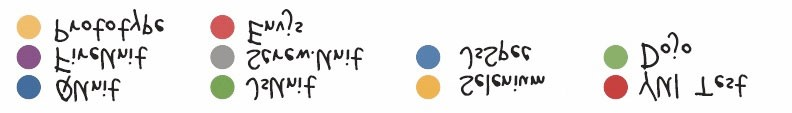 QUnit JsUnit Selenium YUI Test
FireUnit Screw.Unit JsSpec Dojo
Prototype Envjs